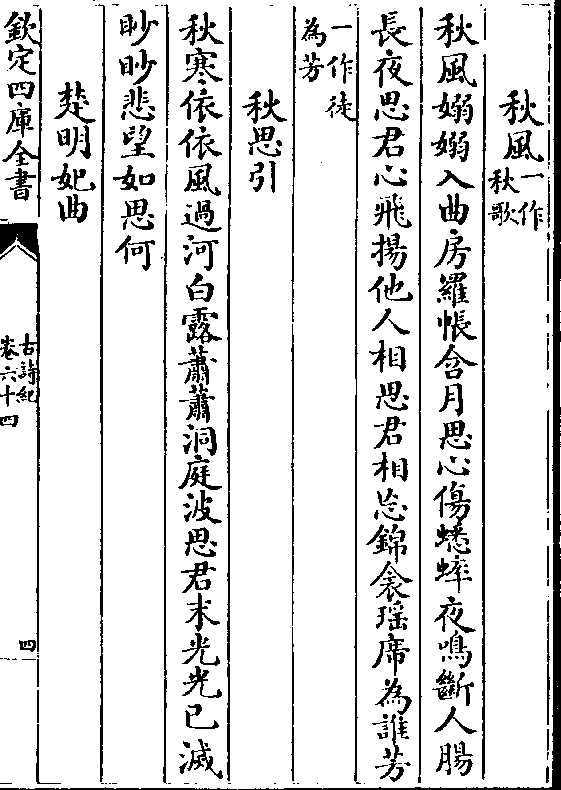 秋風一作秋歌
秋風嫋嫋入曲房羅帳含月思心傷蟋蟀夜鳴斷人腸
長夜思君心飛揚他人相思君相忘錦衾瑶席為誰芳
一作徒為芳
秋思引
秋寒依依風過河白露蕭蕭洞庭波思君末光光已滅
眇眇悲望如思何
楚明妃曲
欽定四庫全書
古詩紀
卷六十四
四